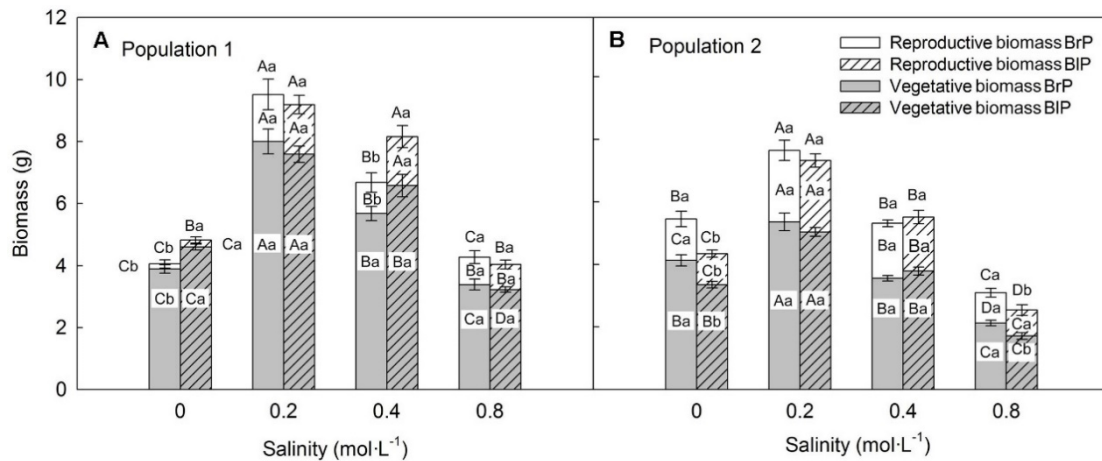 12
10
8
6
4
2
0
Biomass (g)
A
Population 1
Cb
Cb
Cb
Ba
Ca
Ca
Aa
Aa
Aa
Aa
Aa
Aa
Bb
Bb
Ba
Aa
Aa
Ba
Ca
Ba
Ca
Ba
Ba
Da
0
0.2
0.4
0.8
Salinity (mol·L⁻¹)
B
Population 2
Reproductive biomass BrP
Reproductive biomass BlP
Vegetative biomass BrP
Vegetative biomass BlP
Ba
Ca
Ba
Cb
Cb
Bb
Aa
Aa
Aa
Aa
Aa
Aa
Ba
Ba
Ba
Ba
Ba
Ba
Ca
Da
Ca
Db
Ca
Cb
0
0.2
0.4
0.8
Salinity (mol·L⁻¹)